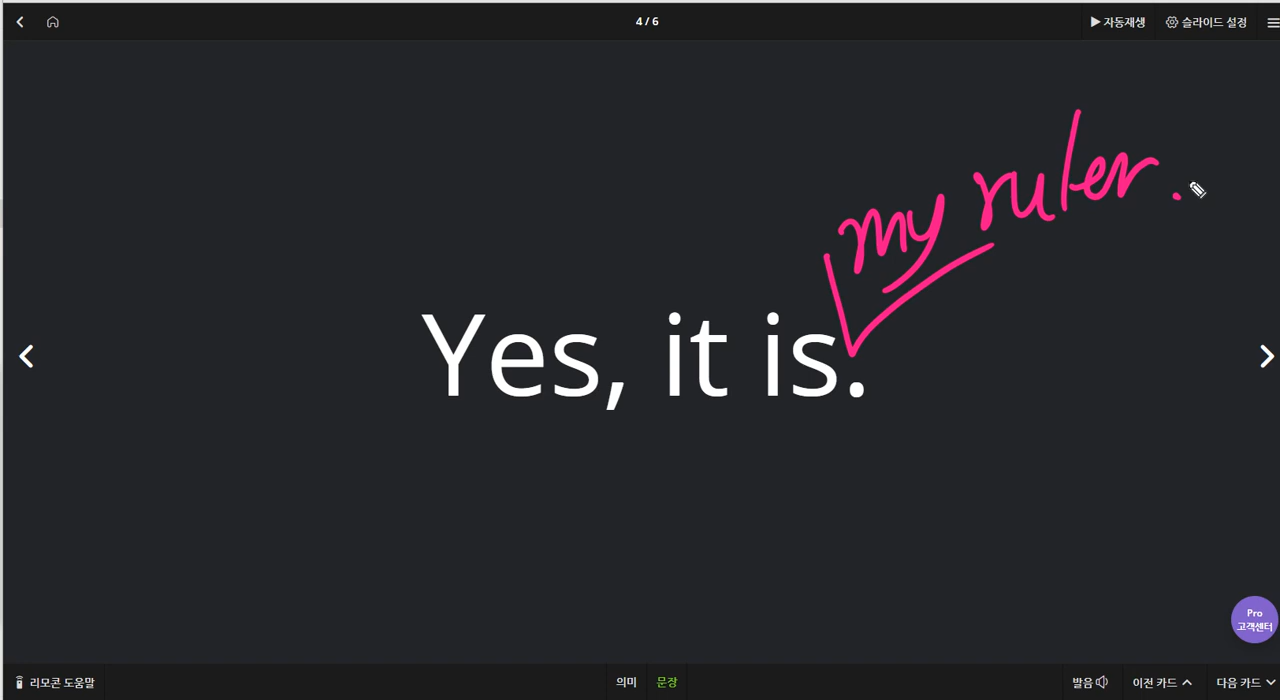 4 / 6
자동재생
슬라이드 설정
my ruler.
Yes, it is.
Pro
고객센터
리모콘 도움말
의미
문장
발음
이전 카드
다음 카드